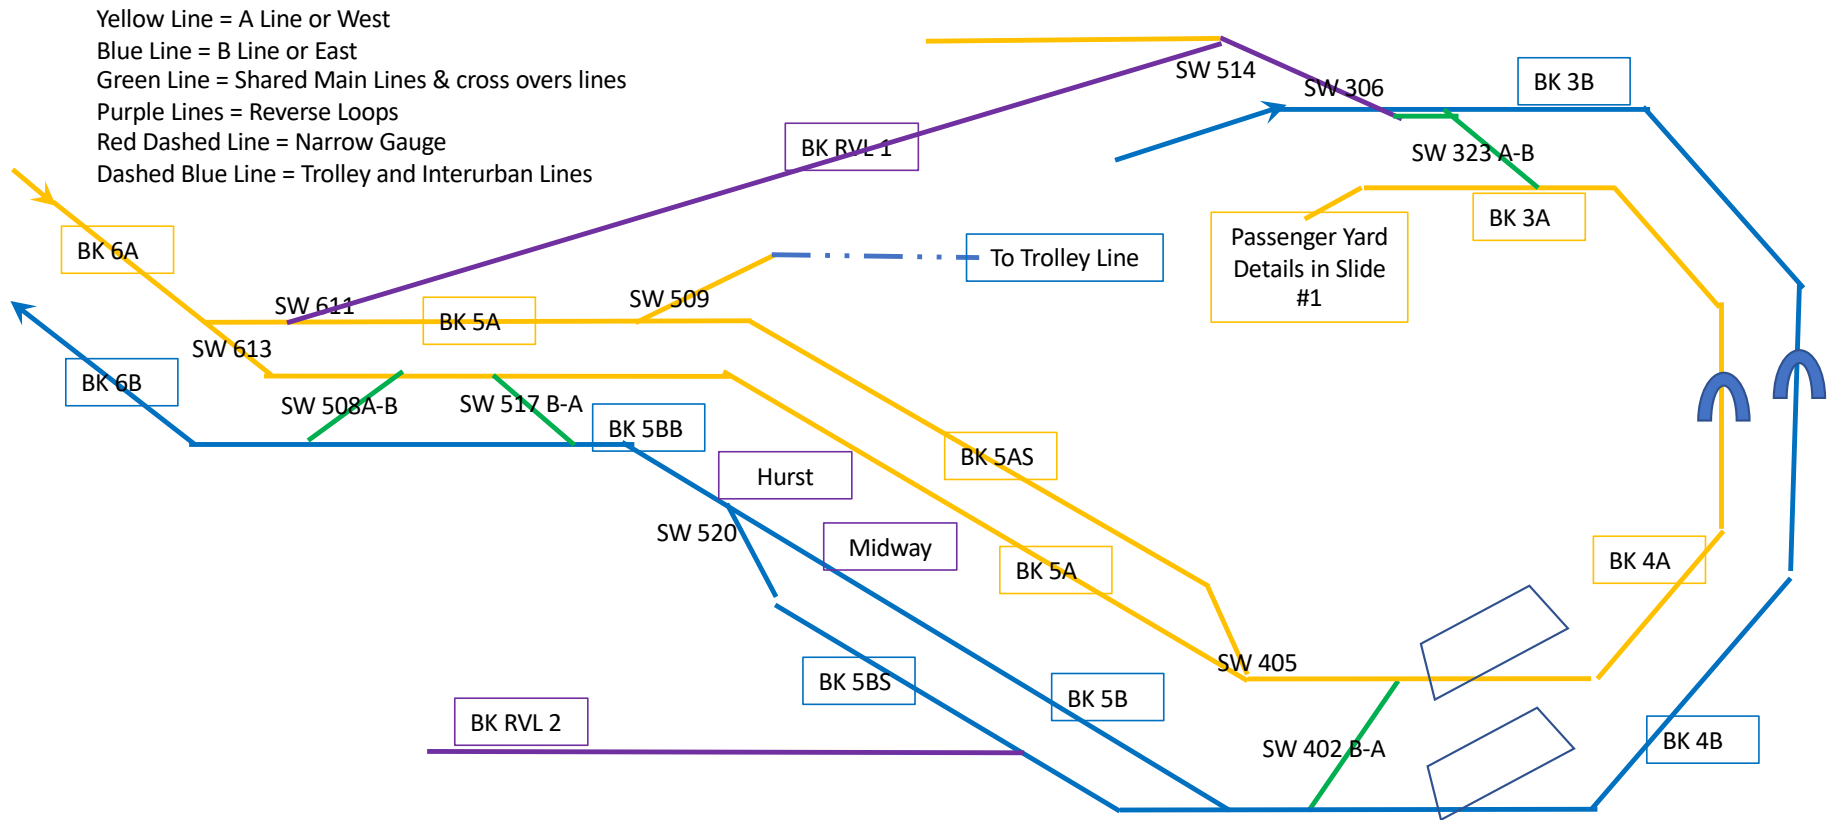 Yellow Line = A Line or West
Blue Line = B Line or East
Green Line = Shared Main Lines & cross overs lines
Purple Lines = Reverse Loops
Red Dashed Line = Narrow Gauge
Dashed Blue Line = Trolley and Interurban Lines
SW 514
SW 306
BK 3B
BK RVL 1
SW 323 A-B
BK 3A
BK 6A
To Trolley Line
Passenger Yard
Details in Slide
#1
SW 611
SW 509
BK 5A
SW 613
BK 6B
SW 508A-B
SW 517 B-A
BK 5BB
BK 5AS
Hurst
SW 520
Midway
BK 5A
BK 4A
SW 405
BK 5BS
BK 5B
BK RVL 2
SW 402 B-A
BK 4B